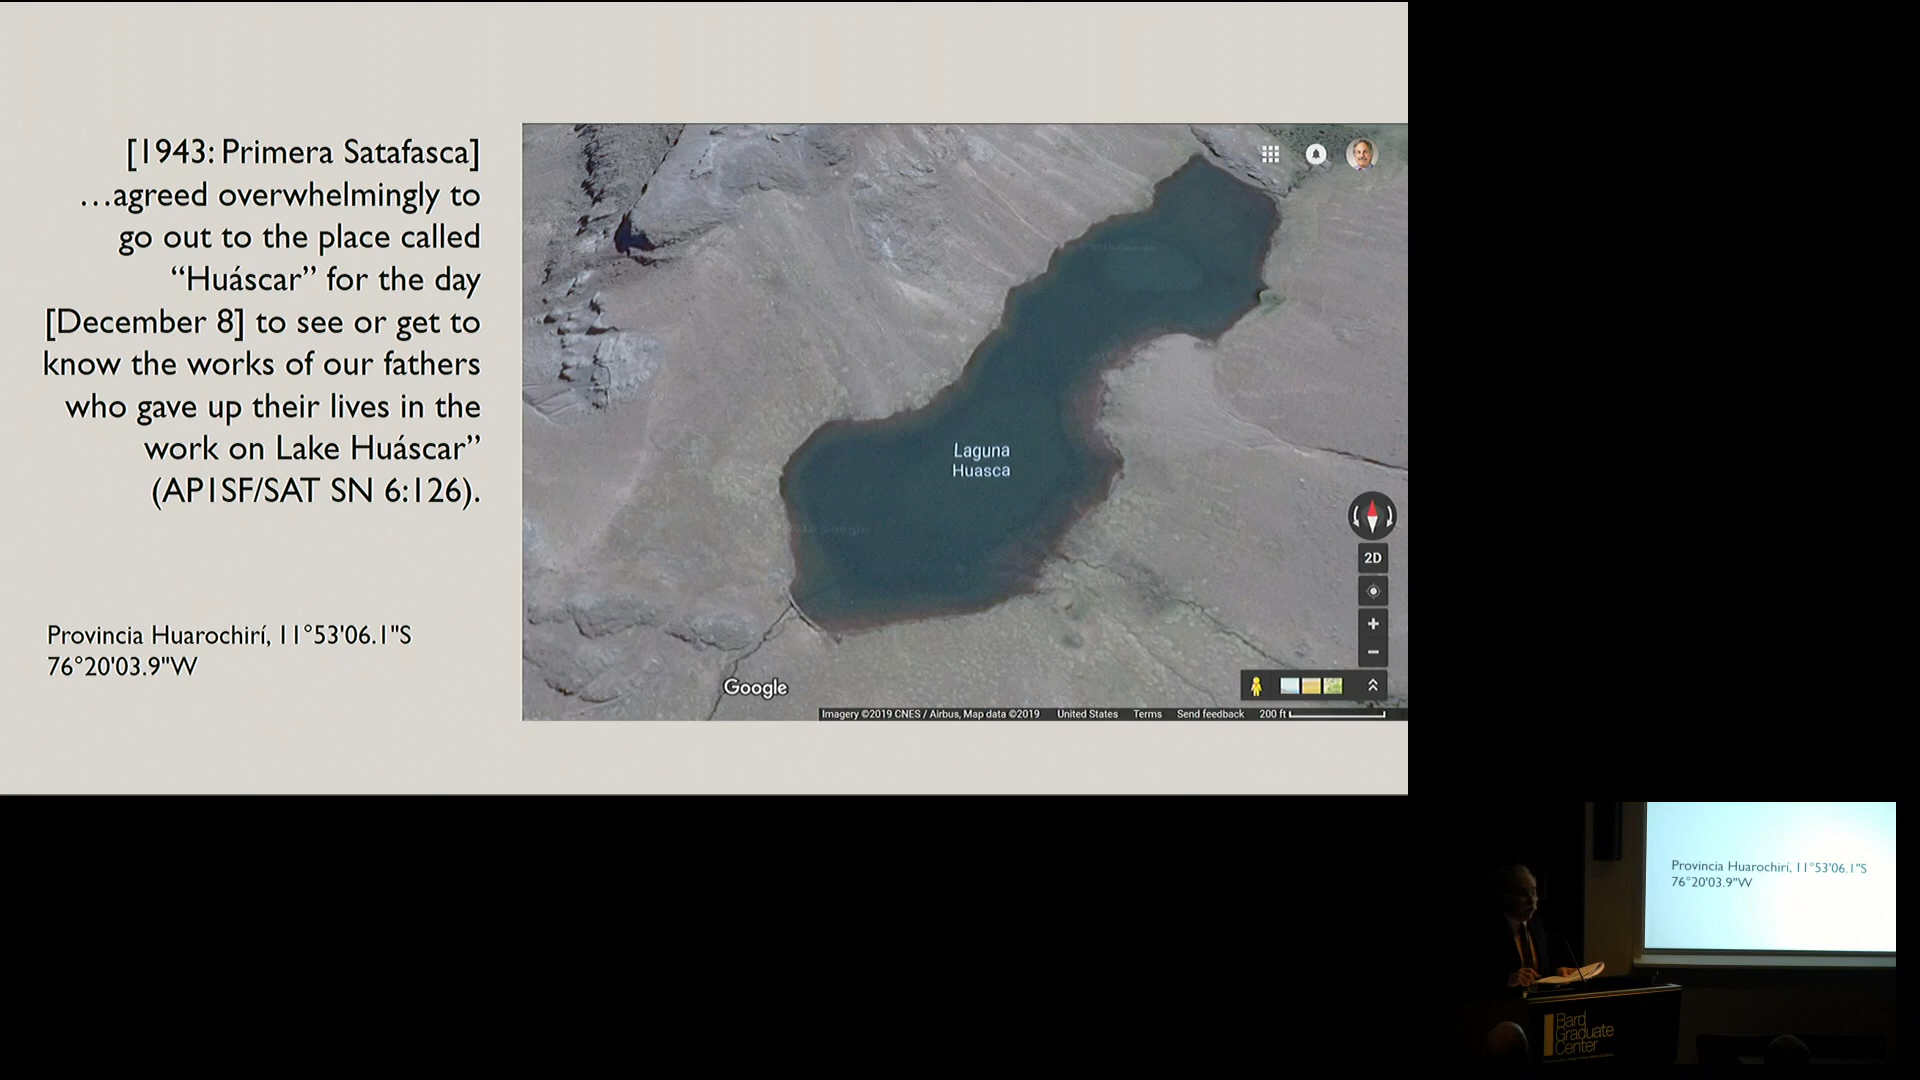 [1943: Primera Satafasca]
…agreed overwhelmingly to
go out to the place called
“Huáscar” for the day
[December 8] to see or get to
know the works of our fathers
who gave up their lives in the
work on Lake Huáscar”
(AP1SF/SAT SN 6:126).
Provincia Huarochirí, 11°53'06.1"S
76°20'03.9"W
Laguna
Huasca
2D
Google
Imagery ©2019 CNES / Airbus, Map data ©2019 United States Terms Send feedback 200 ft
Provincia Huarochirí, 11°53'06.1"S
76°20'03.9"W
Bard
Graduate
Center